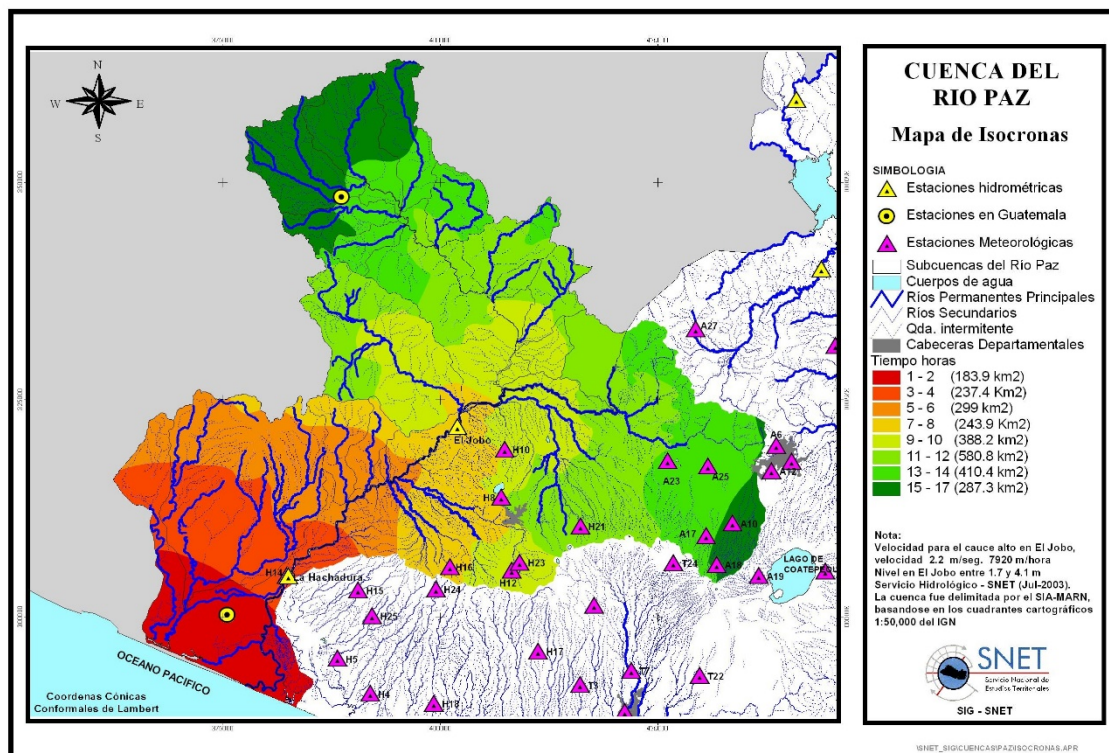 CUENCA DEL
RIO PAZ
Mapa de Isocronas
SIMBOLOGIA
Estaciones hidrométricas
Estaciones en Guatemala
Estaciones Meteorológicas
Subcuencas del Río Paz
Cuerpos de agua
Ríos Permanentes Principales
Ríos Secundarios
Qda. intermitente
Cabeceras Departamentales
Tiempo horas
1 - 2 (183.9 km2)
3 - 4 (237.4 km2)
5 - 6 (299 km2)
7 - 8 (243.9 km2)
9 - 10 (388.2 km2)
11 - 12 (580.8 km2)
13 - 14 (410.4 km2)
15 - 17 (287.3 km2)
Nota:
Velocidad para el cauce alto en El Jobo,
velocidad 2.2 m/seg. 7920 m/hora
Nivel en El Jobo entre 1.7 y 4.1 m
Servicio Hidrológico - SNET (Jul-2003).
La cuenca fue delimitada por el SIA-MARN,
basandose en los cuadrantes cartográficos
1:50,000 del IGN
SNET
Servicio Nacional de
Estudios Territoriales
SIG - SNET
\SNET_SIG\CUENCAS\PAZ\ISOCRONAS.APR
N
W
E
S
400000
A27
El Jobo
H10
A6
A23
A25
H8
H21
A10
A17
A18
H14
La Hachadura
H16
H23
H12
T24
A19
LAGO DE
H15
H24
H25
H5
H17
H4
H18
T3
T7
T22
OCEANO PACIFICO
Coordenas Cónicas
Conformales de Lambert